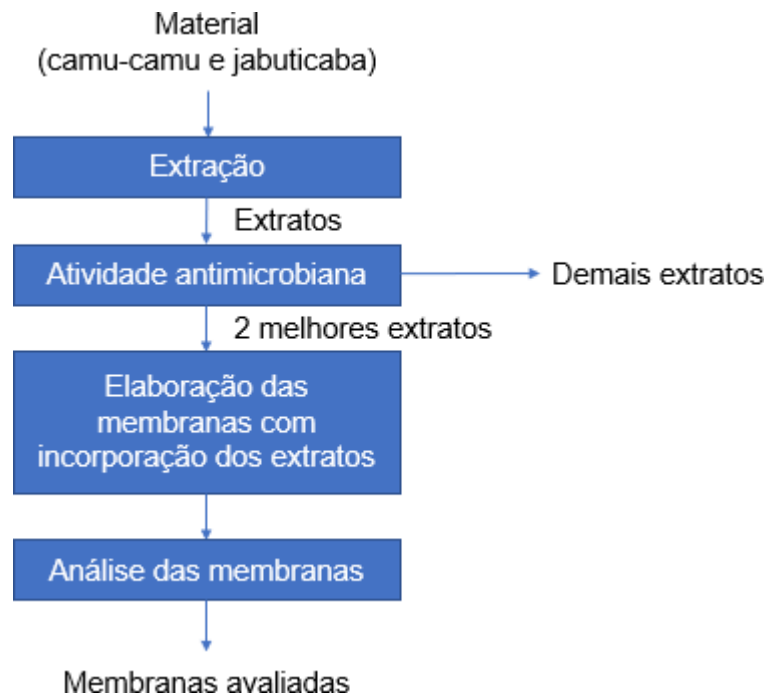 Material
(camu-camu e jabuticaba)
Extração
Extratos
Atividade antimicrobiana
Demais extratos
2 melhores extratos
Elaboração das
membranas com
incorporação dos extratos
Análise das membranas
Membranas avaliadas